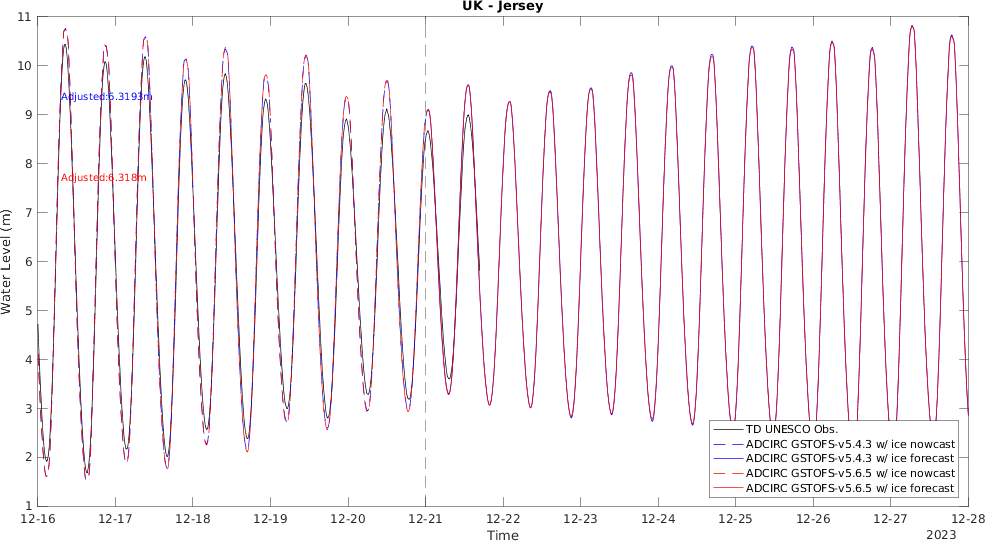 UK - Jersey
11
10
9
8
7
6
5
4
3
2
1
Water Level (m)
Adjusted:6.3193m
Adjusted:6.318m
TD UNESCO Obs.
ADCIRC GSTOFS-v5.4.3 w/ ice nowcast
ADCIRC GSTOFS-v5.4.3 w/ ice forecast
ADCIRC GSTOFS-v5.6.5 w/ ice nowcast
ADCIRC GSTOFS-v5.6.5 w/ ice forecast
12-16 12-17 12-18 12-19 12-20 12-21 12-22 12-23 12-24 12-25 12-26 12-27 12-28
Time
2023